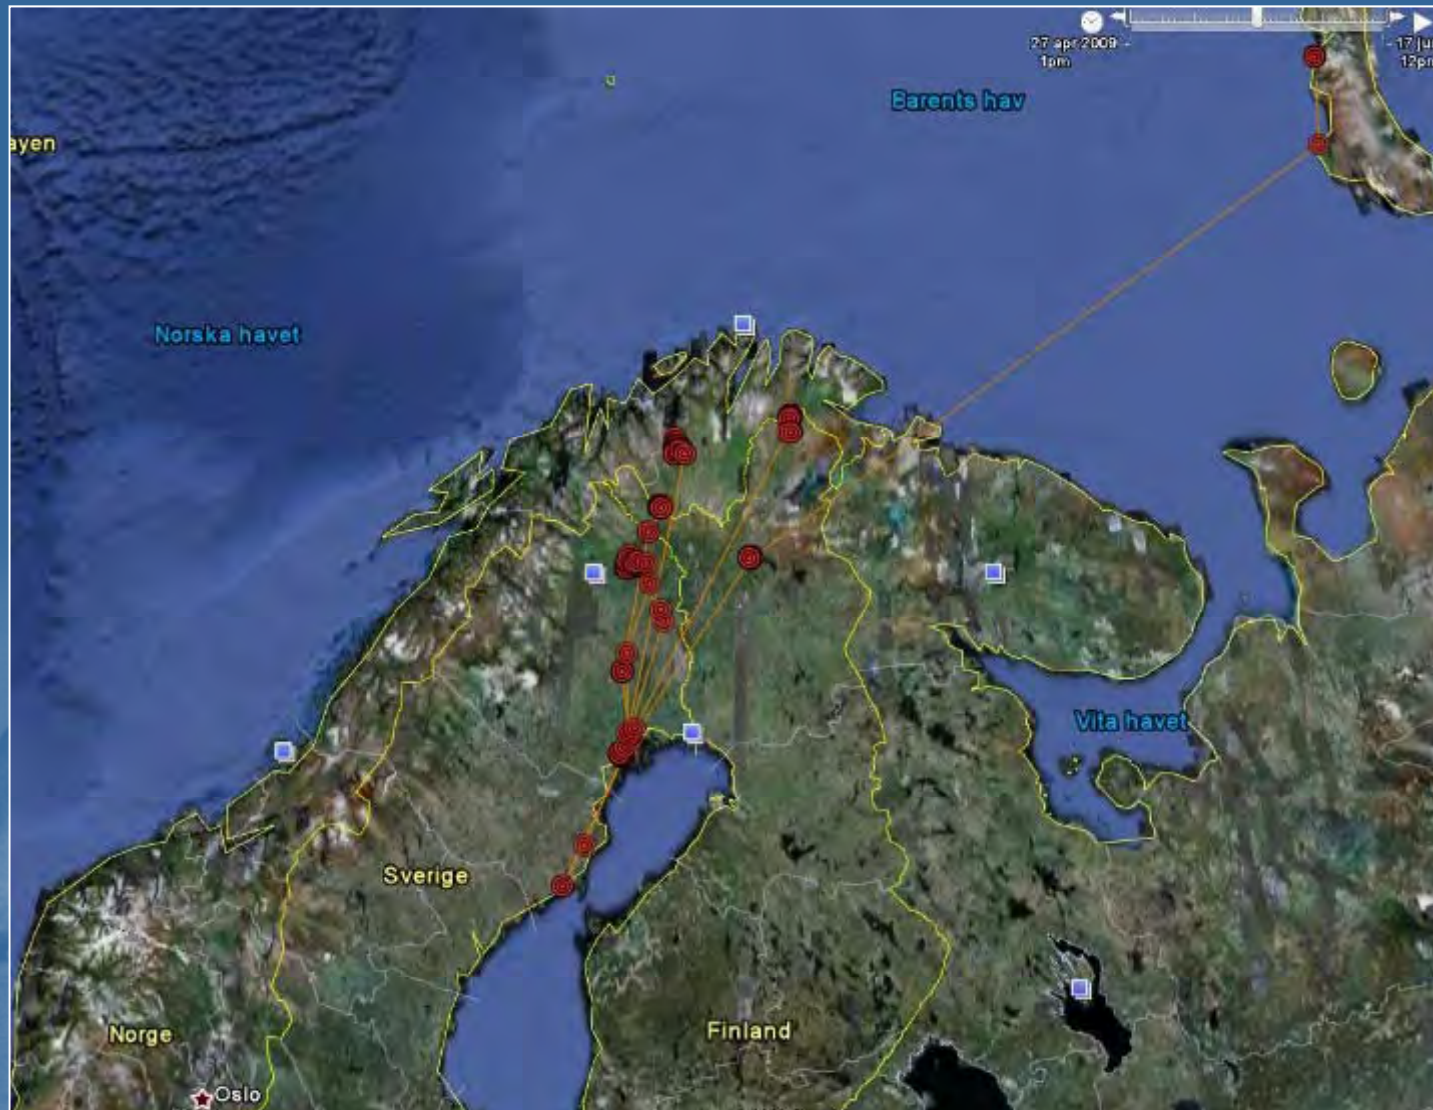 27 apr 2009 -
1pm
- 17 ju
12p
Barents hav
ayen
Norska havet
Vita havet
Sverige
Norge
Finland
Oslo